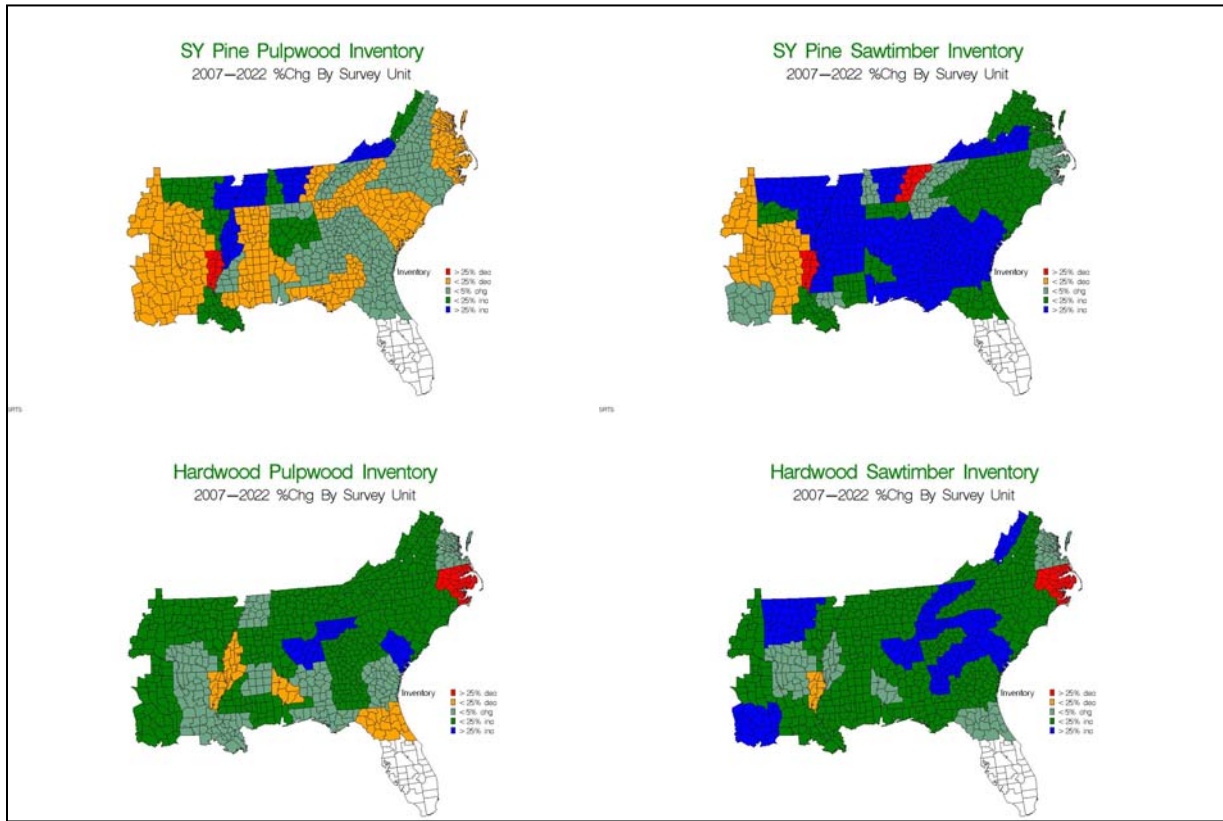 SY Pine Pulpwood Inventory
2007–2022 %Chg By Survey Unit
Inventory
> 25% dec
< 25% dec
< 5% chg
< 25% inc
> 25% inc
SRTS
SY Pine Sawtimber Inventory
2007–2022 %Chg By Survey Unit
Inventory
> 25% dec
< 25% dec
< 5% chg
< 25% inc
> 25% inc
SRTS
Hardwood Pulpwood Inventory
2007–2022 %Chg By Survey Unit
Inventory
> 25% dec
< 25% dec
< 5% chg
< 25% inc
> 25% inc
Hardwood Sawtimber Inventory
2007–2022 %Chg By Survey Unit
Inventory
> 25% dec
< 25% dec
< 5% chg
< 25% inc
> 25% inc